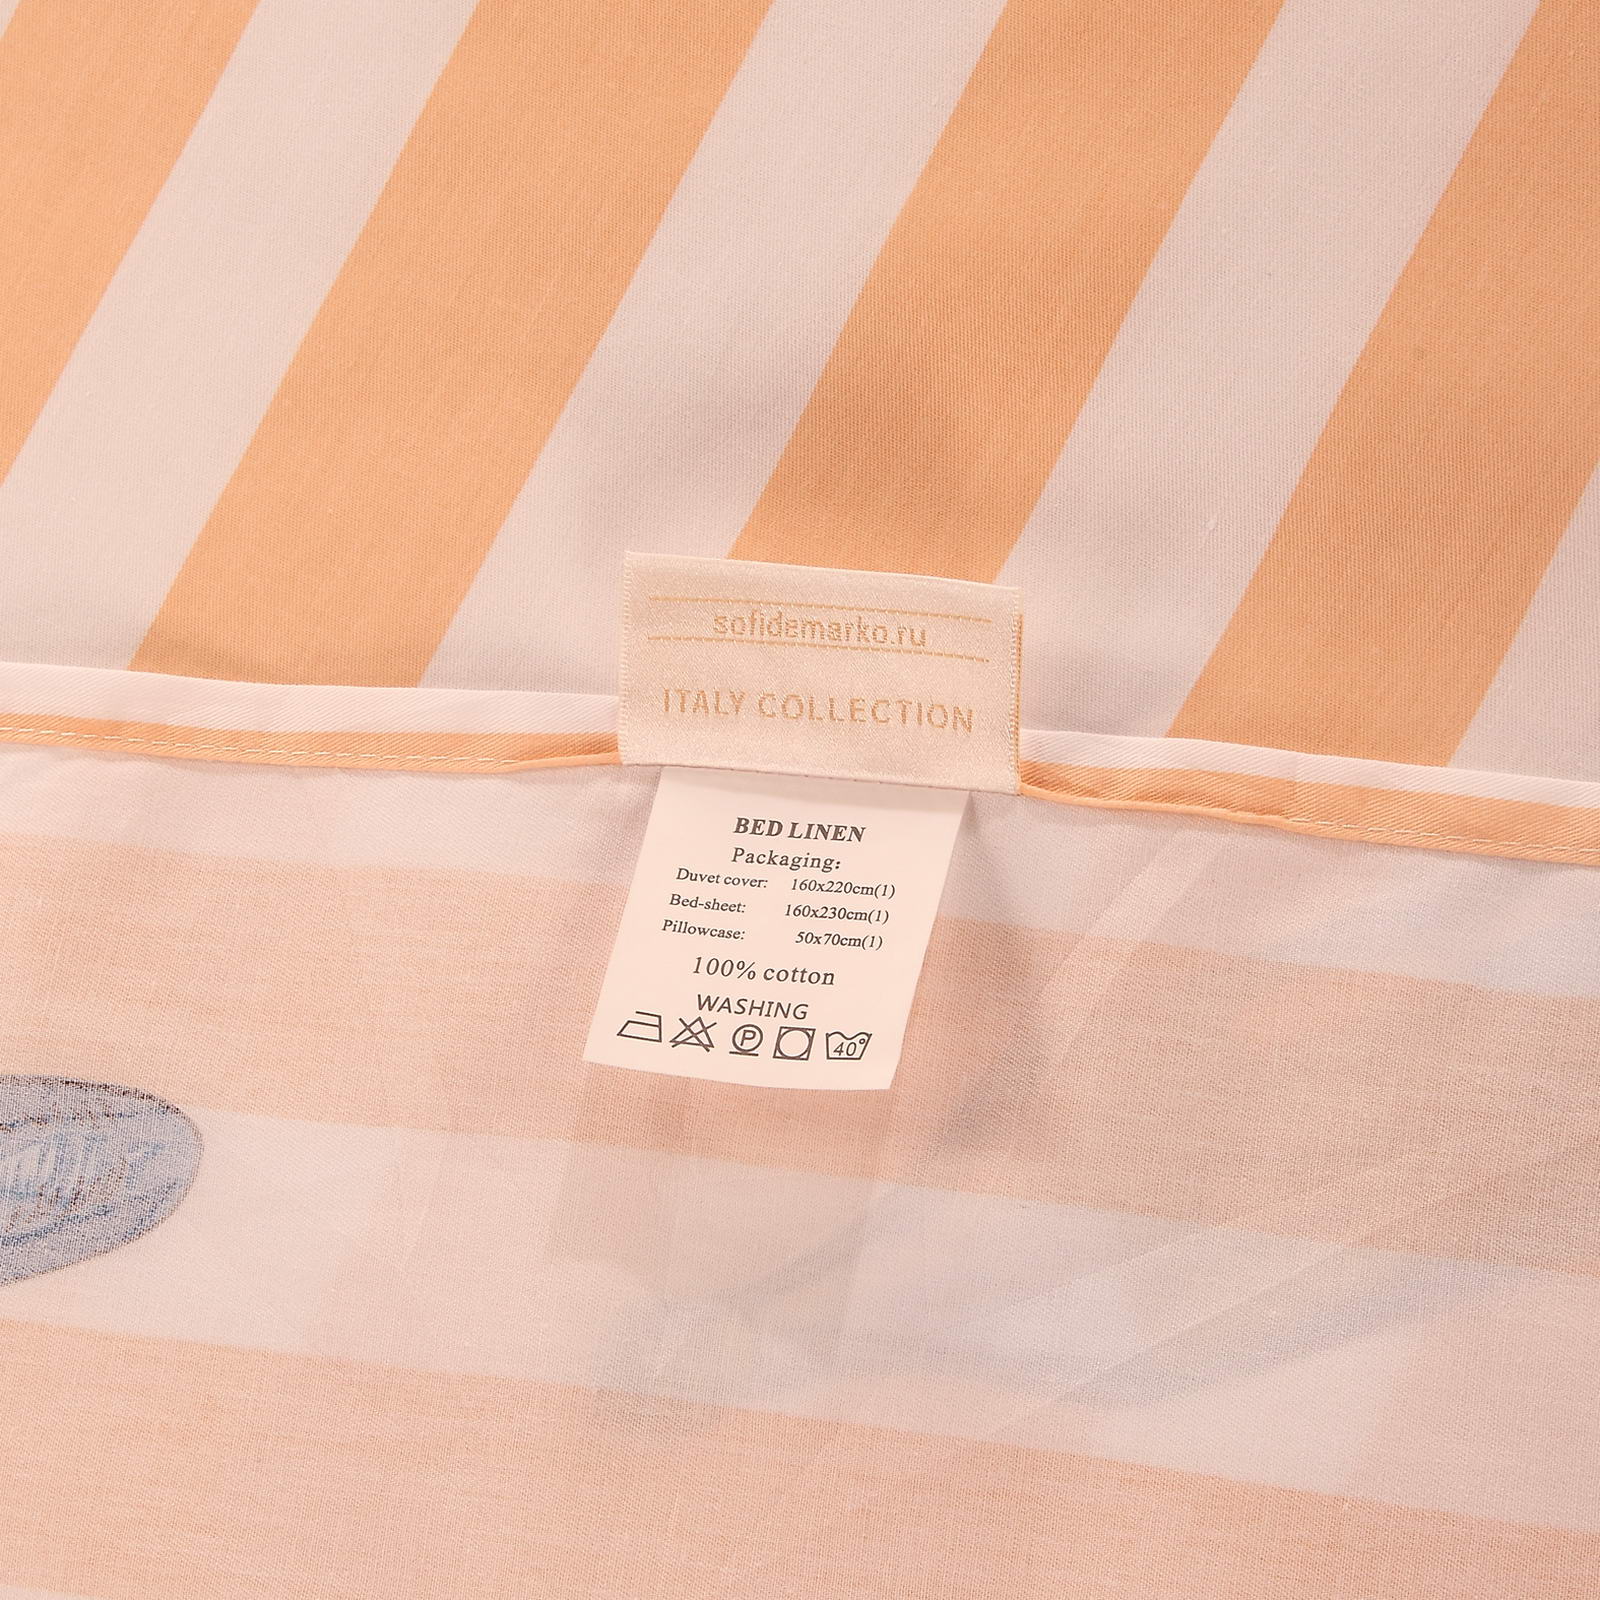 sofidemarko.ru
ITALY COLLECTION
BED LINEN
Packaging:
Duvet cover: 160x220cm(1)
Bed-sheet: 160x230cm(1)
Pillowcase: 50x70cm(1)
100% cotton
WASHING
P 40°